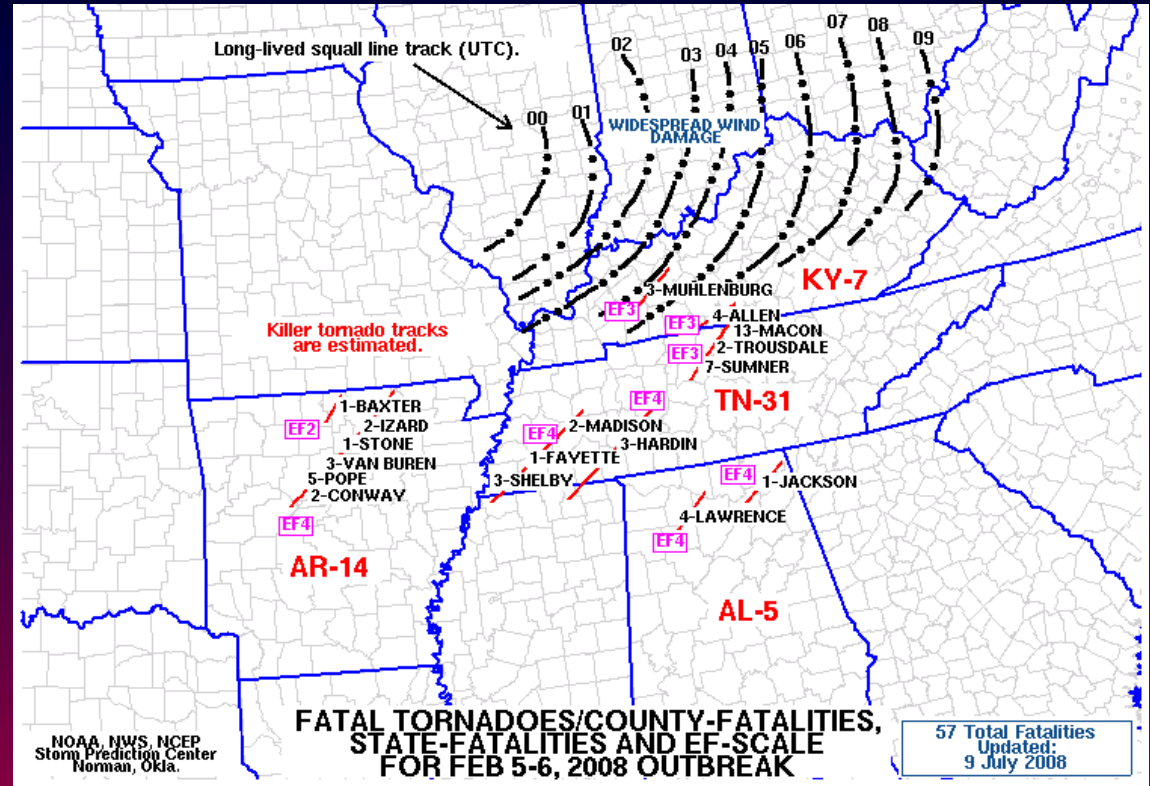 Long-lived squall line track (UTC).
00
01
02
03
04
05
06
07
08
09
WIDESPREAD WIND
DAMAGE
KY-7
3-MUHLENBURG
EF3
4-ALLEN
EF3
13-MACON
2-TROUSDALE
EF3
7-SUMNER
Killer tornado tracks
are estimated.
TN-31
EF4
1-BAXTER
EF2
2-IZARD
1-STONE
3-VAN BUREN
5-POPE
2-CONWAY
EF4
AR-14
2-MADISON
EF4
3-HARDIN
1-FAYETTE
3-SHELBY
EF4
1-JACKSON
4-LAWRENCE
EF4
AL-5
FATAL TORNADOES/COUNTY-FATALITIES,
STATE-FATALITIES AND EF-SCALE
FOR FEB 5-6, 2008 OUTBREAK
NOAA, NWS, NCEP
Storm Prediction Center
Norman, Okla.
57 Total Fatalities
Updated:
9 July 2008